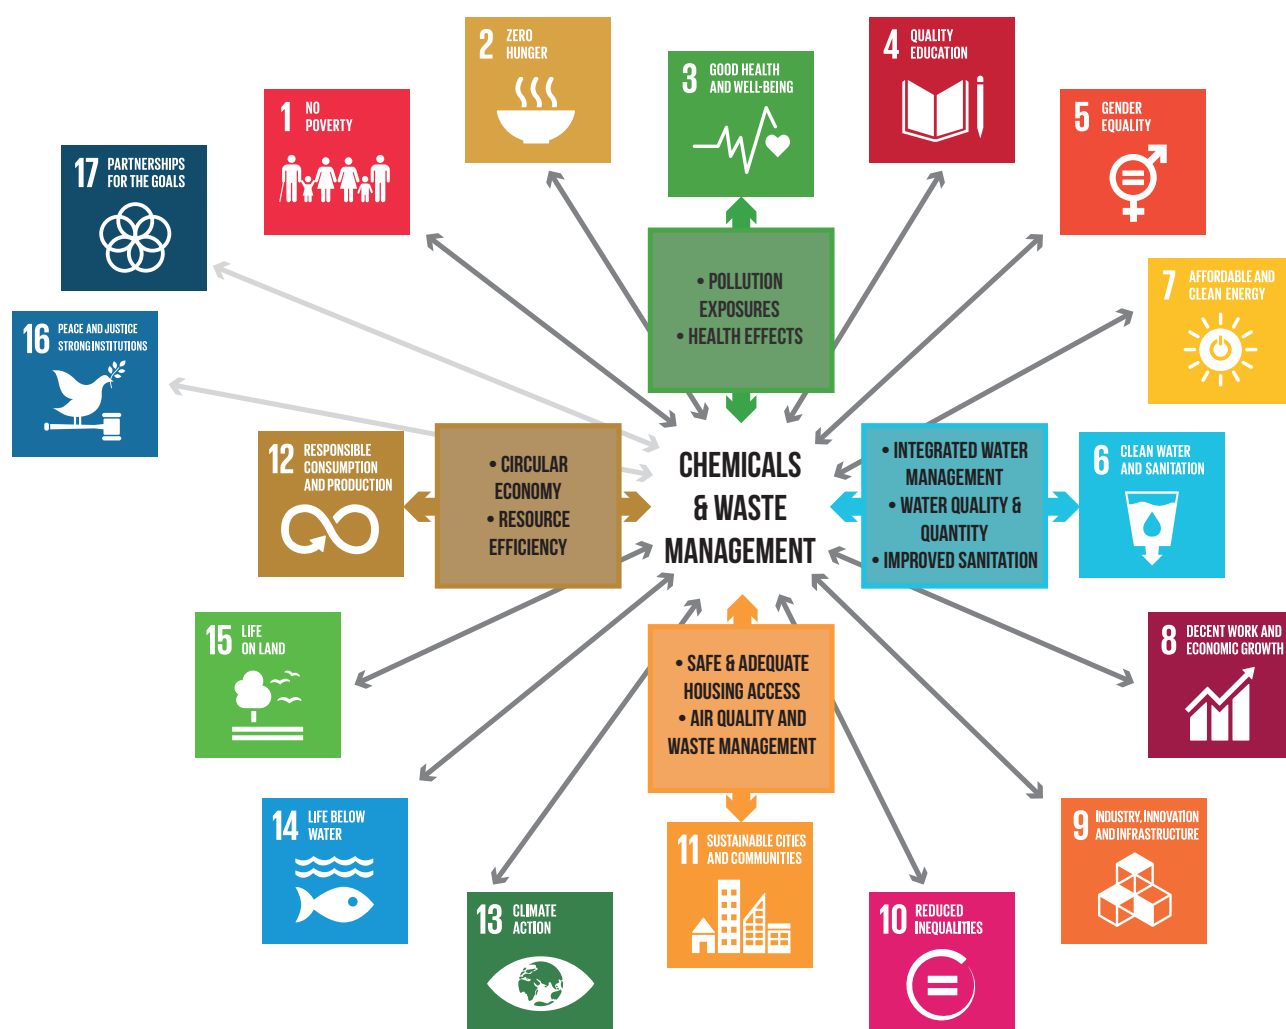 2 ZERO
HUNGER
4 QUALITY
EDUCATION
3 GOOD HEALTH
AND WELL-BEING
1 NO
POVERTY
5 GENDER
EQUALITY
17 PARTNERSHIPS
FOR THE GOALS
7 AFFORDABLE AND
CLEAN ENERGY
• POLLUTION
EXPOSURES
• HEALTH EFFECTS
16 PEACE AND JUSTICE
STRONG INSTITUTIONS
12 RESPONSIBLE
CONSUMPTION
AND PRODUCTION
• CIRCULAR
ECONOMY
• RESOURCE
EFFICIENCY
CHEMICALS
& WASTE
MANAGEMENT
• INTEGRATED WATER
MANAGEMENT
• WATER QUALITY &
QUANTITY
• IMPROVED SANITATION
6 CLEAN WATER
AND SANITATION
15 LIFE
ON LAND
• SAFE & ADEQUATE
HOUSING ACCESS
• AIR QUALITY AND
WASTE MANAGEMENT
8 DECENT WORK AND
ECONOMIC GROWTH
14 LIFE BELOW
WATER
11 SUSTAINABLE CITIES
AND COMMUNITIES
9 INDUSTRY, INNOVATION
AND INFRASTRUCTURE
13 CLIMATE
ACTION
10 REDUCED
INEQUALITIES